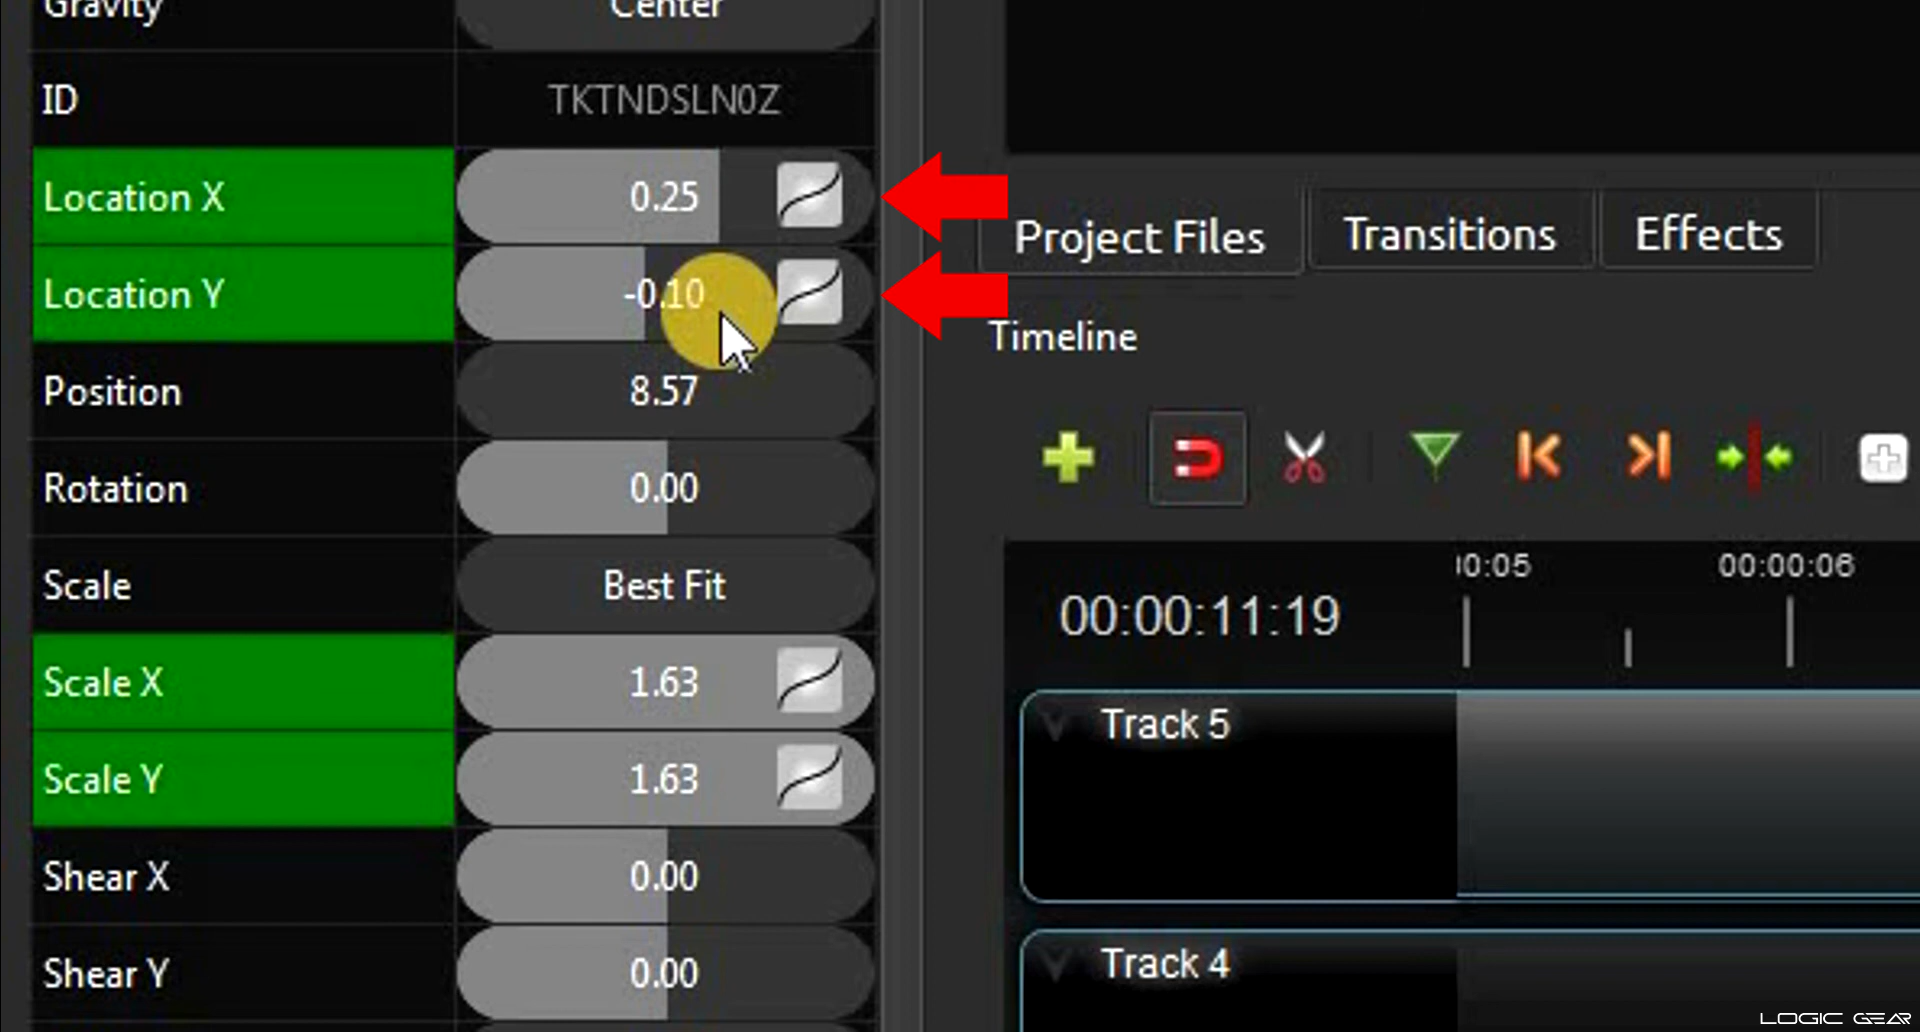 Gravity Center
ID TKTNDSLN0Z
Location X 0.25
Location Y -0.10
Position 8.57
Rotation 0.00
Scale Best Fit
Scale X 1.63
Scale Y 1.63
Shear X 0.00
Shear Y 0.00
Project Files Transitions Effects
Timeline
0:05 00:00:06
00:00:11:19
Track 5
Track 4
LOGIC GEAR